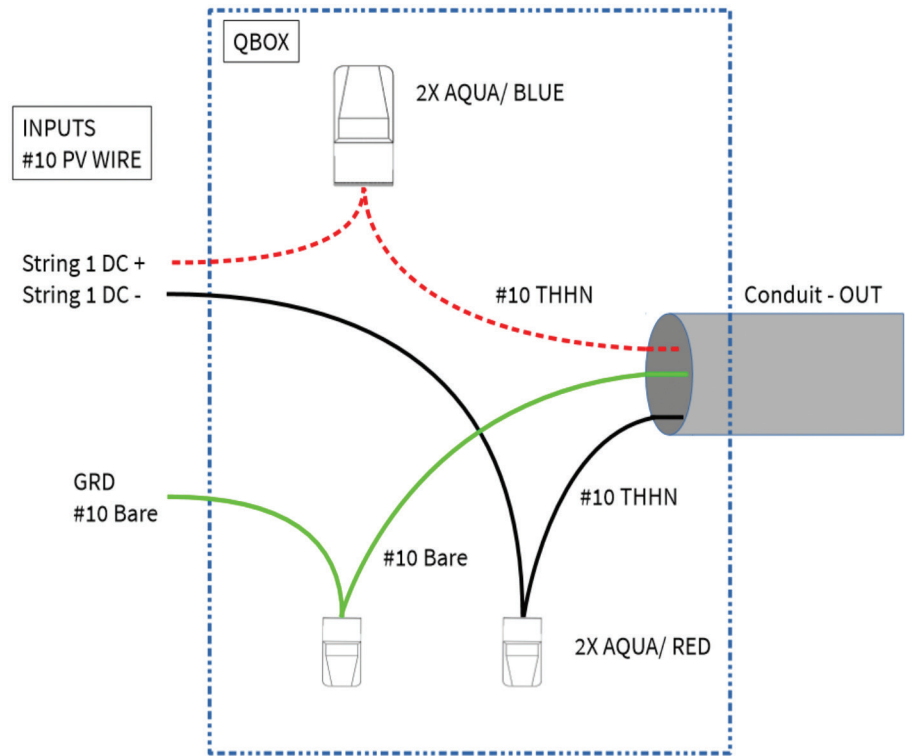 QBOX
2X AQUA/ BLUE
INPUTS
#10 PV WIRE
String 1 DC +
String 1 DC -
#10 THHN
Conduit - OUT
GRD
#10 Bare
#10 THHN
#10 Bare
2X AQUA/ RED